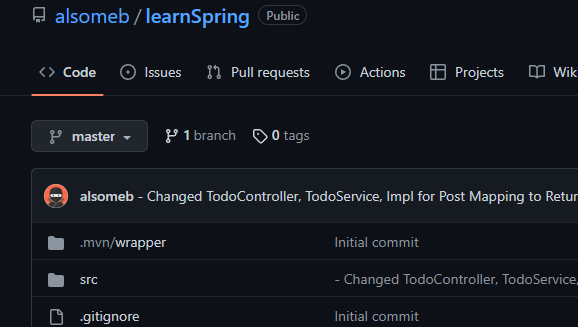 alsomeb / learnSpring Public
Code Issues Pull requests Actions Projects Wik
master 1 branch 0 tags
alsomeb - Changed TodoController, TodoService, Impl for Post Mapping to Retur
.mvn/wrapper Initial commit
src - Changed TodoController, TodoService,
.gitignore Initial commit